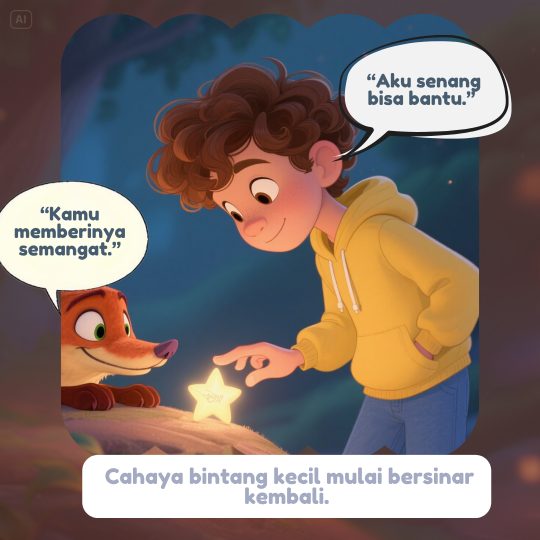 AI
“Aku senang
bisa bantu.”
“Kamu
memberinya
semangat.”
Cahaya bintang kecil mulai bersinar
kembali.